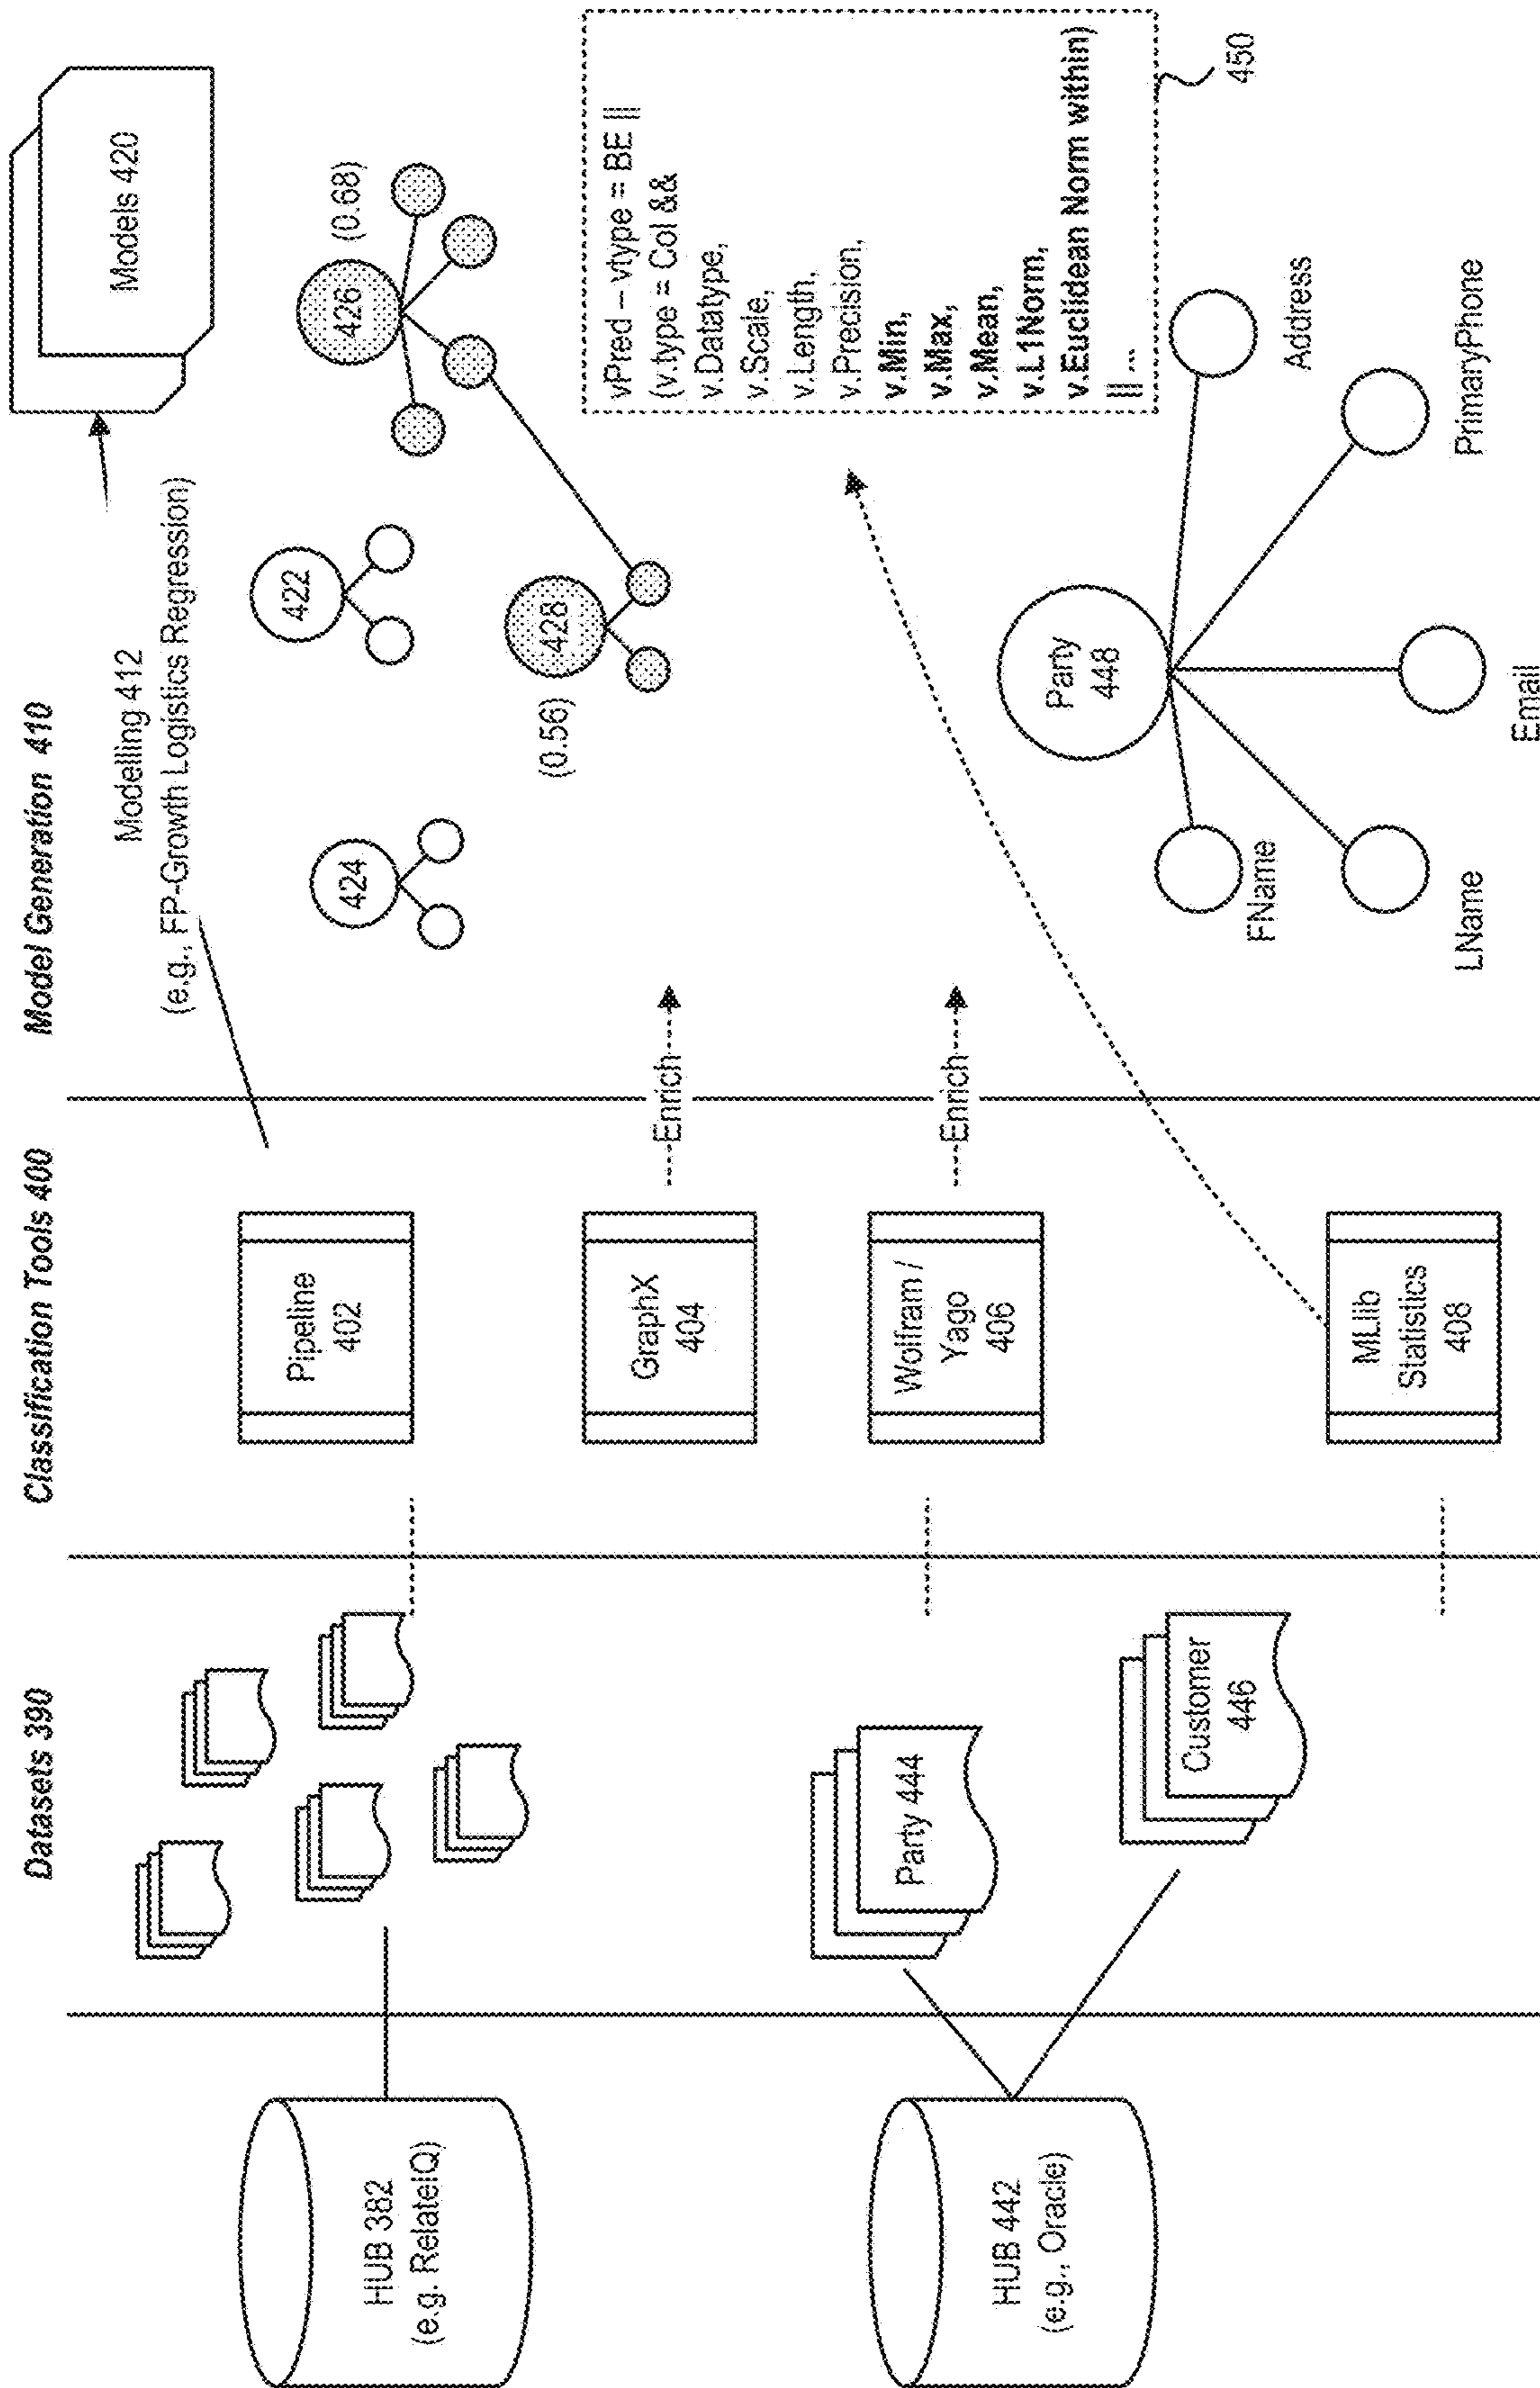 Datasets 390
Classification Tools 400
Model Generation 410
HUB 382
(e.g. RelateIQ)
HUB 442
(e.g., Oracle)
Party 444
Customer
446
Pipeline
402
GraphX
404
Wolfram /
Yago
406
MLlib
Statistics
408
Enrich
Enrich
Modelling 412
(e.g., FP-Growth Logistics Regression)
Models 420
424
422
426
(0.68)
428
(0.56)
vPred – vtype = BE ||
(v.type = Col &&
v.Datatype,
v.Scale,
v.Length,
v.Precision,
v.Min,
v.Max,
v.Mean,
v.L1Norm,
v.Euclidean Norm within)
|| ...
450
Party
448
FName
LName
Email
PrimaryPhone
Address